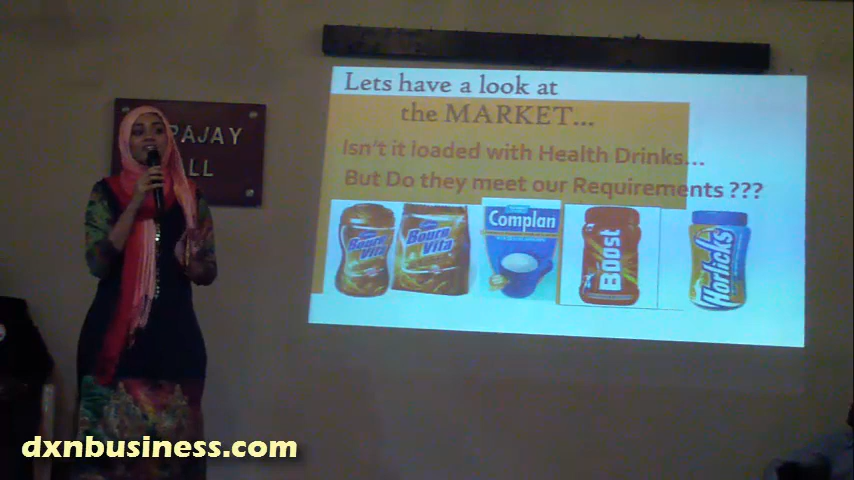 Lets have a look at
the MARKET...
Isn't it loaded with Health Drinks...
But Do they meet our Requirements ???
Bourn
Vita
Bourn
Vita
Complan
Boost
Horlicks
RAJAY
LL
dxnbusiness.com